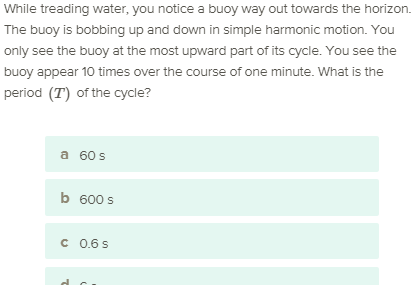 While treading water, you notice a buoy way out towards the horizon.
The buoy is bobbing up and down in simple harmonic motion. You
only see the buoy at the most upward part of its cycle. You see the
buoy appear 10 times over the course of one minute. What is the
period (T) of the cycle?
a 60 s
b 600 s
c 0.6 s